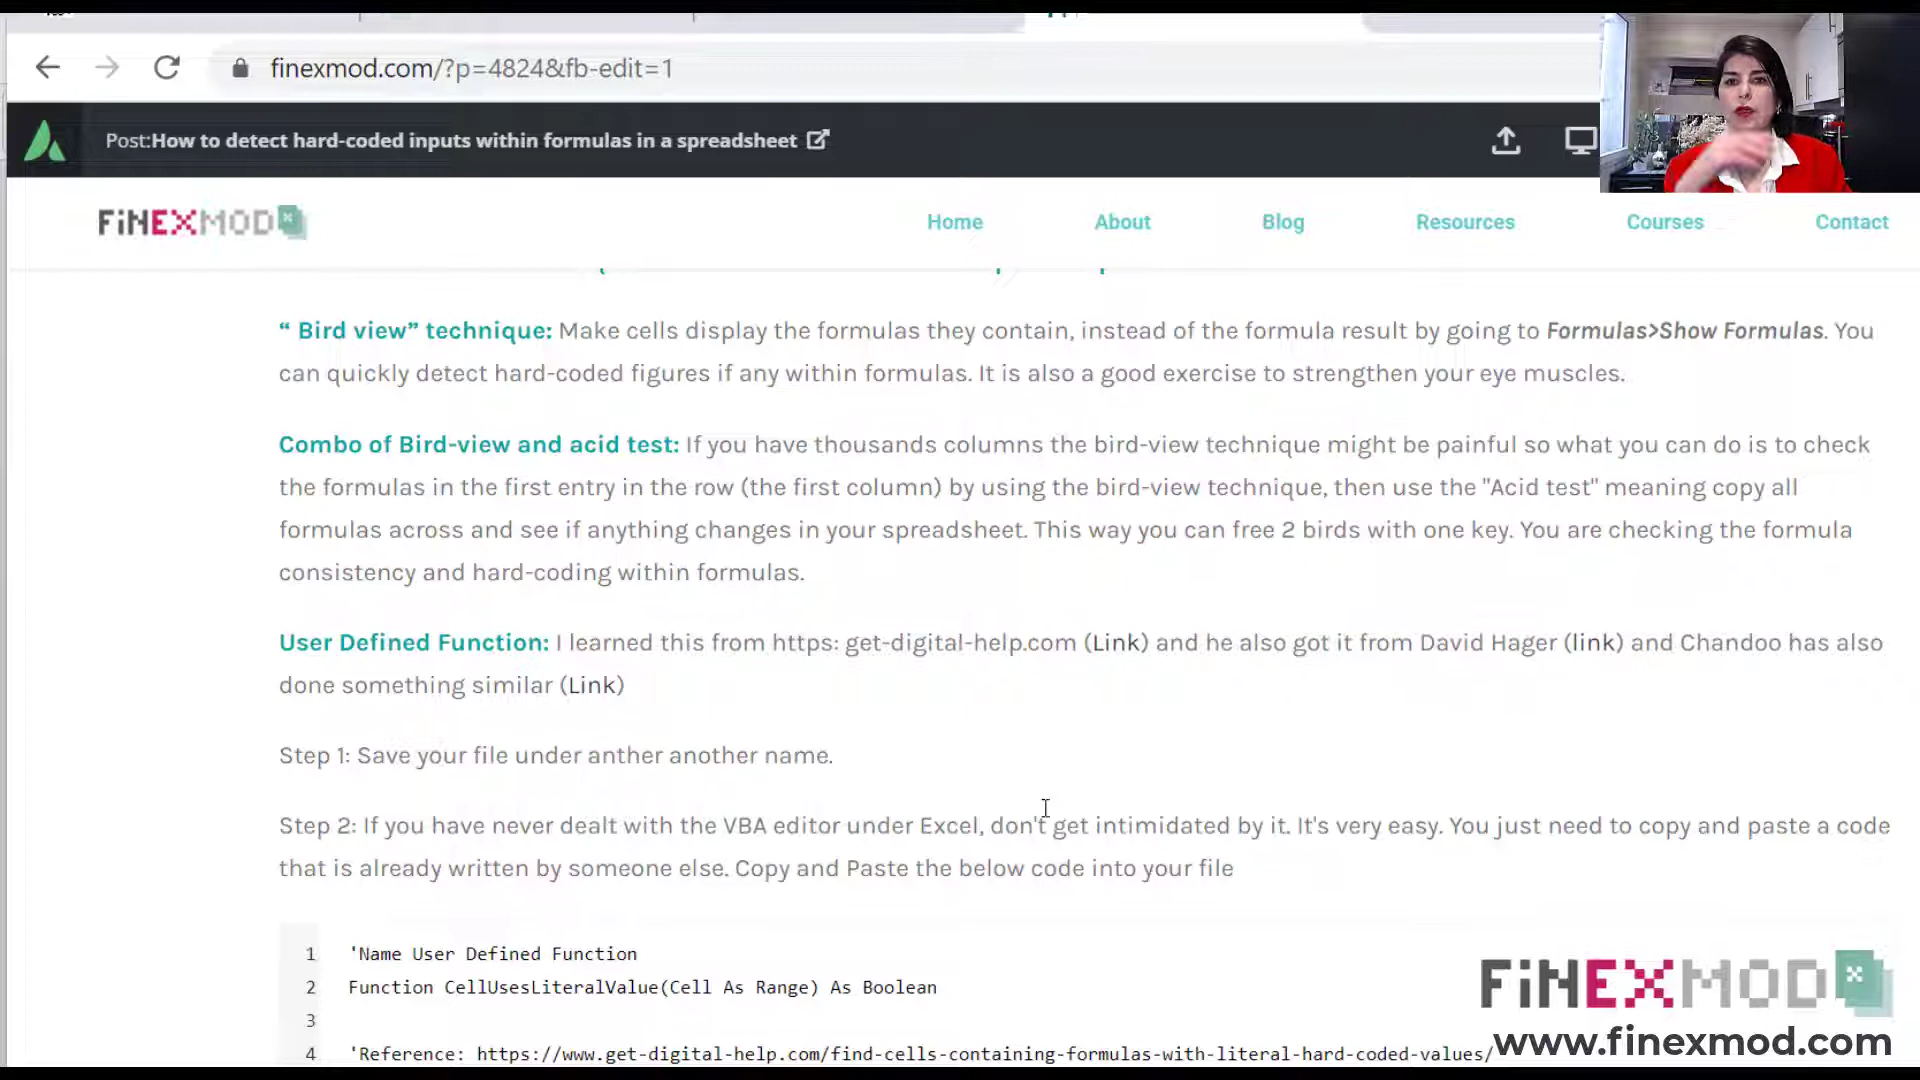 finexmod.com/?p=4824&fb-edit=1
Post:How to detect hard-coded inputs within formulas in a spreadsheet
FiNEXMOD
Home About Blog Resources Courses Contact
“ Bird view” technique: Make cells display the formulas they contain, instead of the formula result by going to Formulas>Show Formulas. You
can quickly detect hard-coded figures if any within formulas. It is also a good exercise to strengthen your eye muscles.
Combo of Bird-view and acid test: If you have thousands columns the bird-view technique might be painful so what you can do is to check
the formulas in the first entry in the row (the first column) by using the bird-view technique, then use the "Acid test" meaning copy all
formulas across and see if anything changes in your spreadsheet. This way you can free 2 birds with one key. You are checking the formula
consistency and hard-coding within formulas.
User Defined Function: I learned this from https: get-digital-help.com (Link) and he also got it from David Hager (link) and Chandoo has also
done something similar (Link)
Step 1: Save your file under anther another name.
Step 2: If you have never dealt with the VBA editor under Excel, don't get intimidated by it. It's very easy. You just need to copy and paste a code
that is already written by someone else. Copy and Paste the below code into your file
1 'Name User Defined Function
2 Function CellUsesLiteralValue(Cell As Range) As Boolean
3
4 'Reference: https://www.get-digital-help.com/find-cells-containing-formulas-with-literal-hard-coded-values/
FiNEXMOD
www.finexmod.com